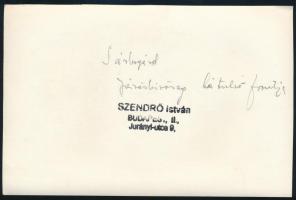 Sárbogárd
Járásbíróság hátulsó frontja
SZENDRŐ István
BUDAPEST, II.,
Jurányi-utca 9.